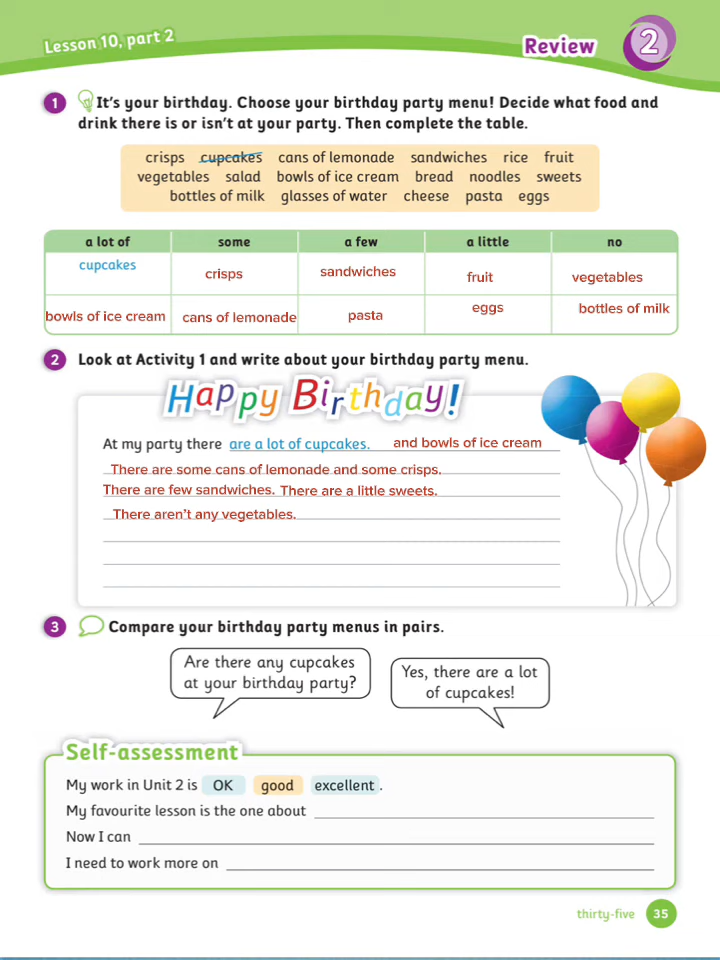 Lesson 10, part 2
Review 2
1 It's your birthday. Choose your birthday party menu! Decide what food and
drink there is or isn't at your party. Then complete the table.
crisps cupcakes cans of lemonade sandwiches rice fruit
vegetables salad bowls of ice cream bread noodles sweets
bottles of milk glasses of water cheese pasta eggs
a lot of some a few a little no
cupcakes crisps sandwiches fruit vegetables
bowls of ice cream cans of lemonade pasta eggs bottles of milk
2 Look at Activity 1 and write about your birthday party menu.
Happy Birthday!
At my party there are a lot of cupcakes. and bowls of ice cream
There are some cans of lemonade and some crisps.
There are few sandwiches. There are a little sweets.
There aren't any vegetables.
3 Compare your birthday party menus in pairs.
Are there any cupcakes
at your birthday party?
Yes, there are a lot
of cupcakes!
Self-assessment
My work in Unit 2 is OK good excellent.
My favourite lesson is the one about
Now I can
I need to work more on
thirty-five 35